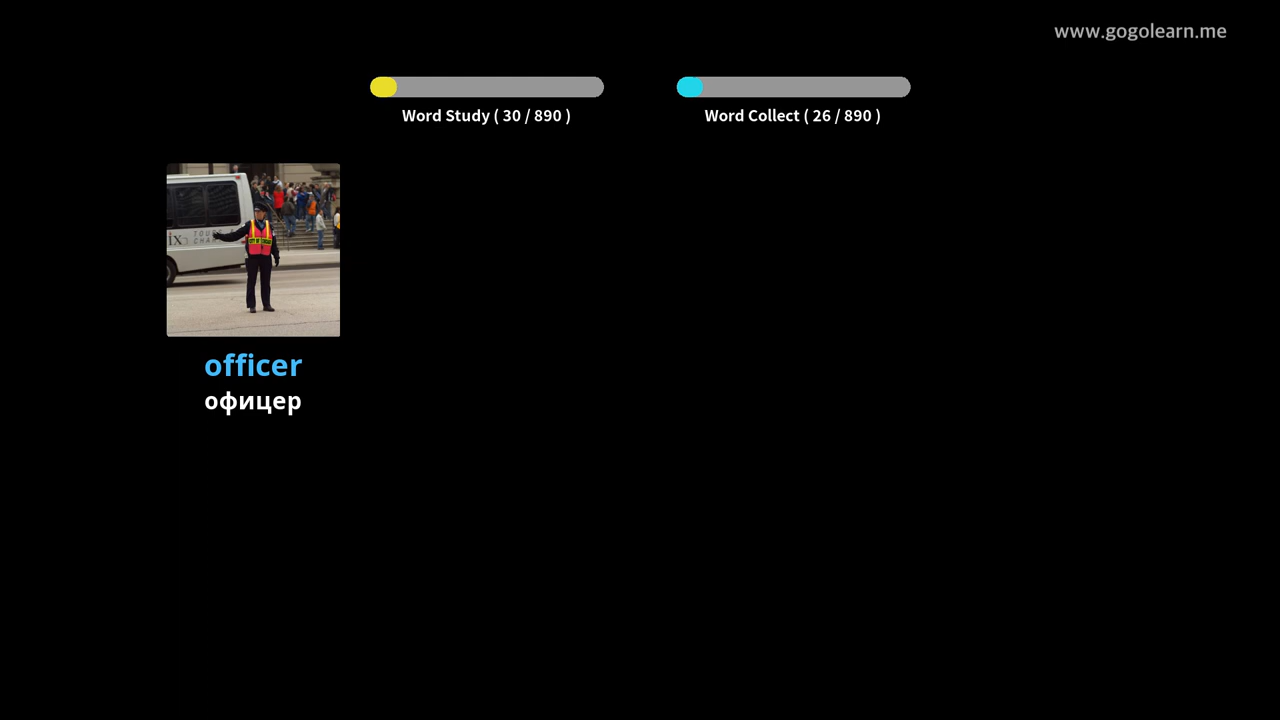 www.gogolearn.me
Word Study ( 30 / 890 )
Word Collect ( 26 / 890 )
officer
офицер